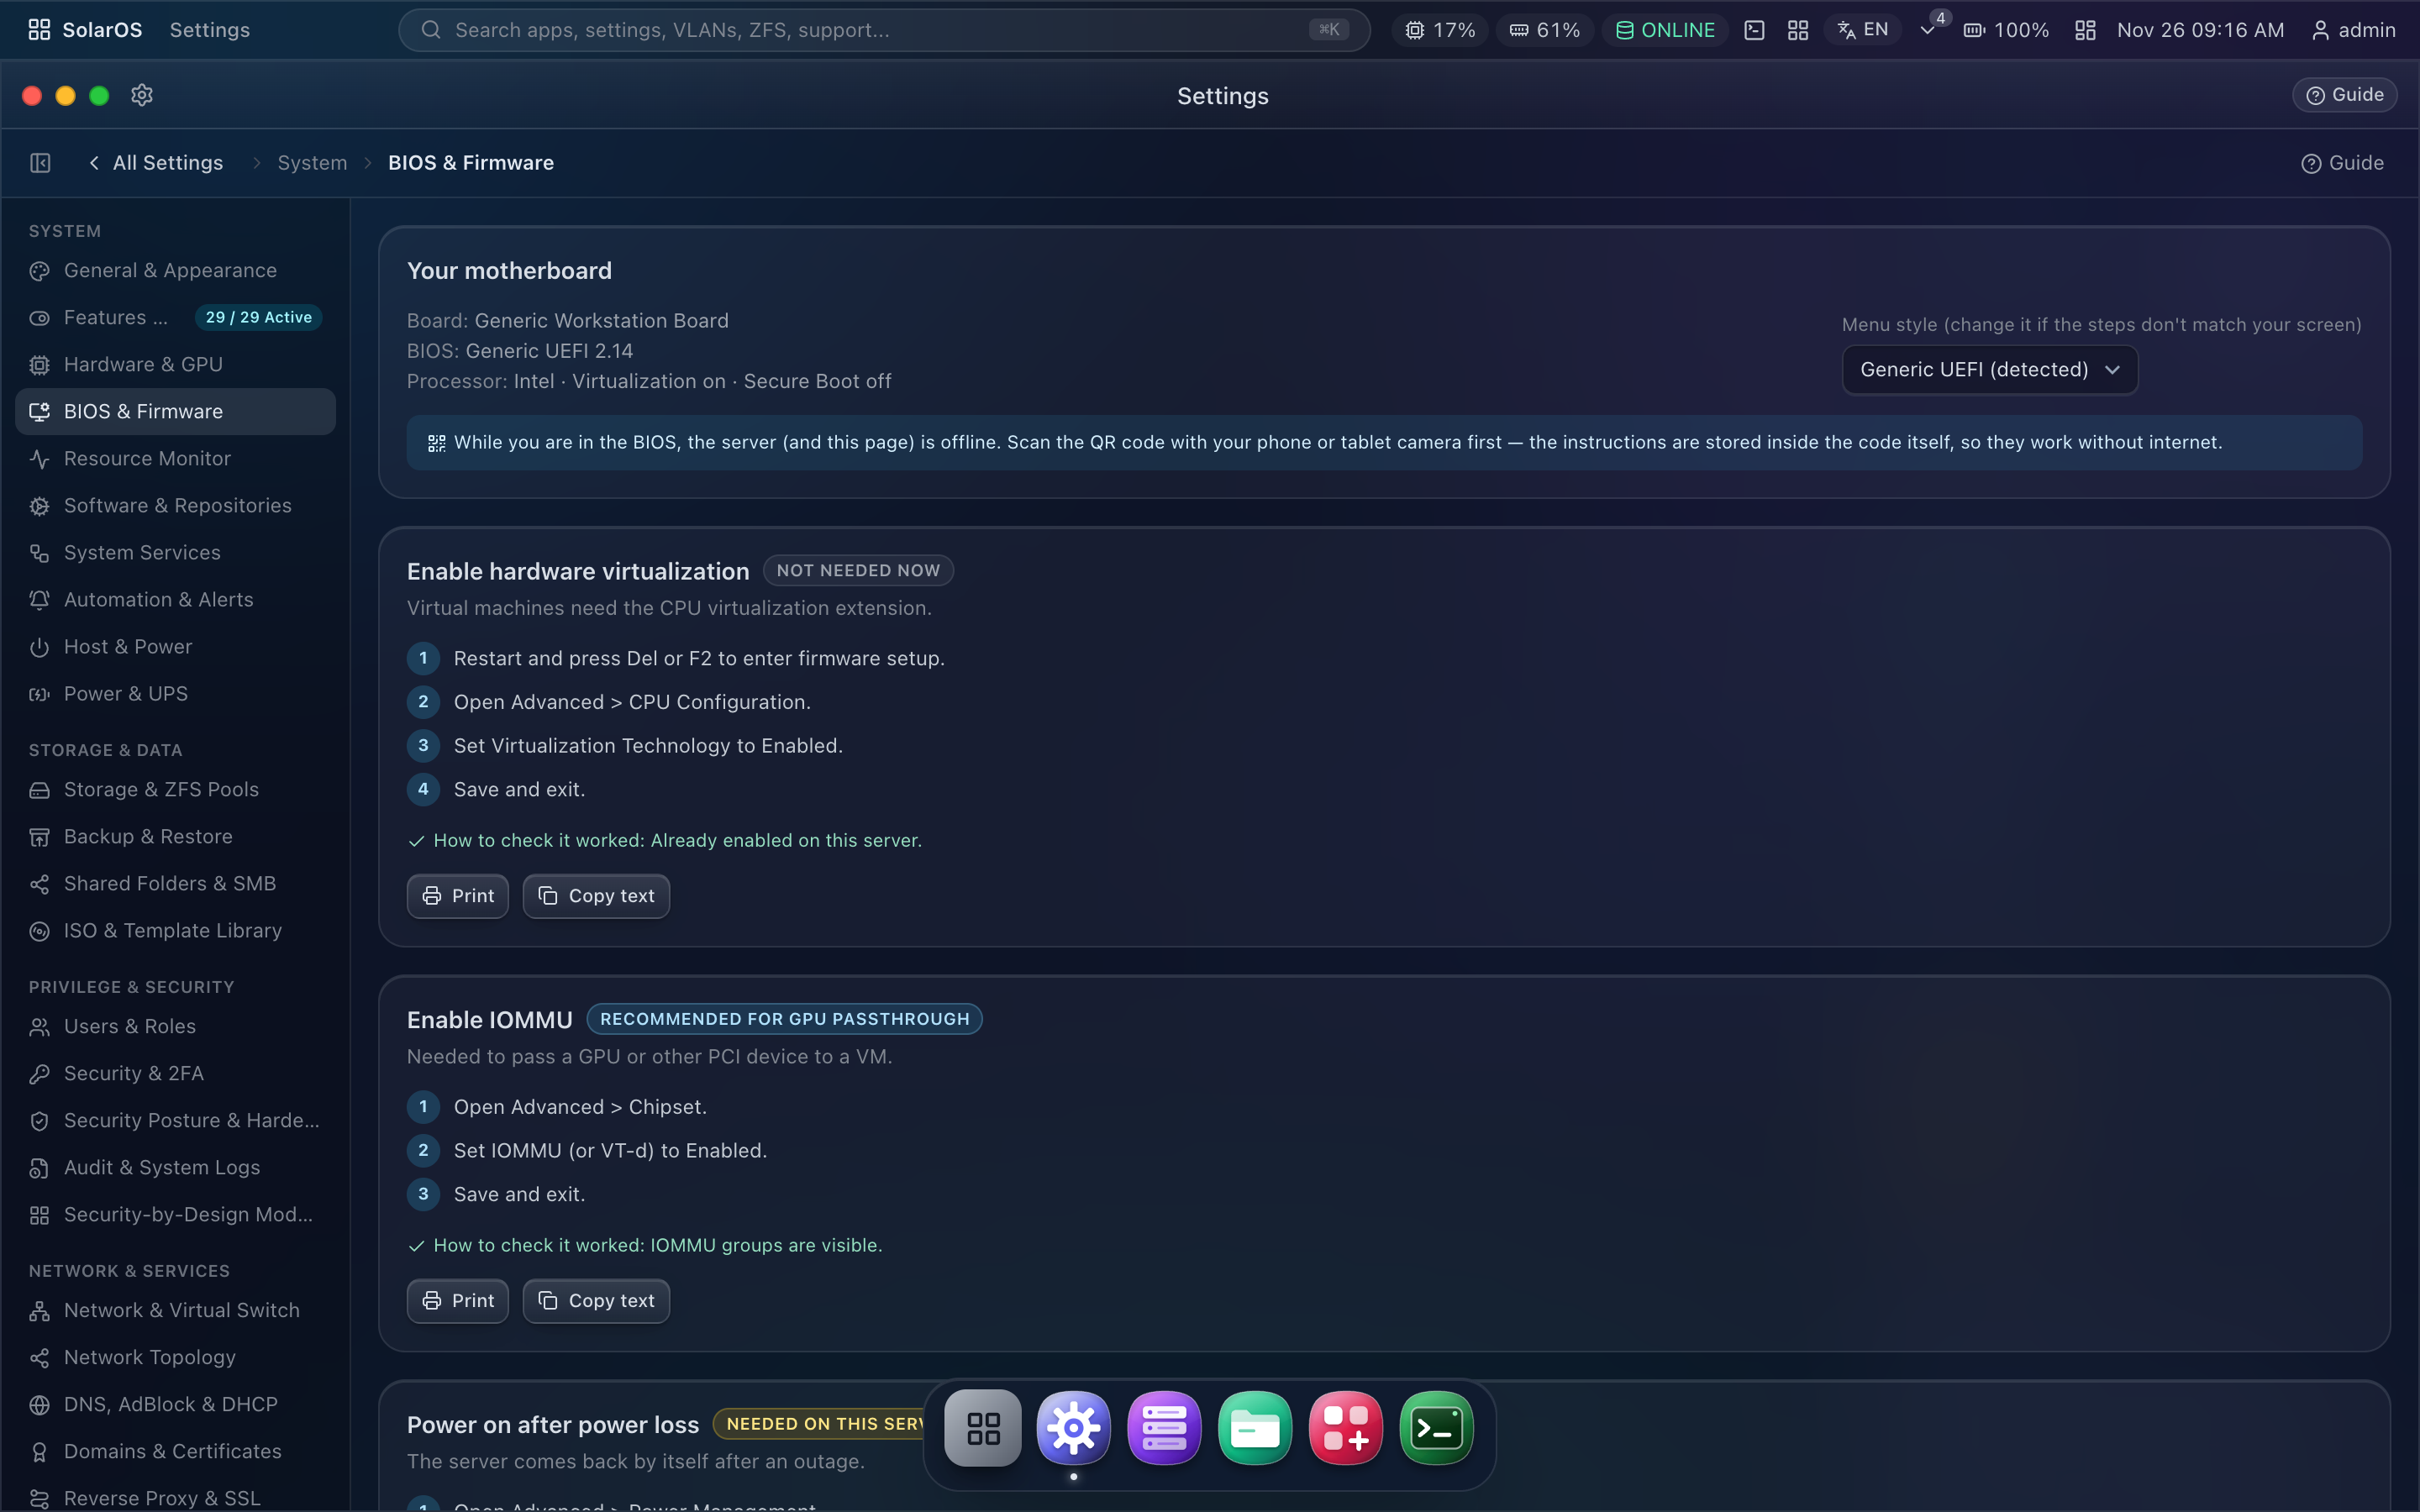 SolarOS
Settings
Search apps, settings, VLANs, ZFS, support...
⌘K
17%
61%
ONLINE
EN
4
100%
Nov 26 09:16 AM
admin
Settings
Guide
All Settings
System
BIOS & Firmware
Guide
SYSTEM
General & Appearance
Features ...
29 / 29 Active
Hardware & GPU
BIOS & Firmware
Resource Monitor
Software & Repositories
System Services
Automation & Alerts
Host & Power
Power & UPS
STORAGE & DATA
Storage & ZFS Pools
Backup & Restore
Shared Folders & SMB
ISO & Template Library
PRIVILEGE & SECURITY
Users & Roles
Security & 2FA
Security Posture & Harde...
Audit & System Logs
Security-by-Design Mod...
NETWORK & SERVICES
Network & Virtual Switch
Network Topology
DNS, AdBlock & DHCP
Domains & Certificates
Reverse Proxy & SSL
Your motherboard
Board: Generic Workstation Board
BIOS: Generic UEFI 2.14
Processor: Intel · Virtualization on · Secure Boot off
Menu style (change it if the steps don't match your screen)
Generic UEFI (detected)
While you are in the BIOS, the server (and this page) is offline. Scan the QR code with your phone or tablet camera first — the instructions are stored inside the code itself, so they work without internet.
Enable hardware virtualization
NOT NEEDED NOW
Virtual machines need the CPU virtualization extension.
1 Restart and press Del or F2 to enter firmware setup.
2 Open Advanced > CPU Configuration.
3 Set Virtualization Technology to Enabled.
4 Save and exit.
How to check it worked: Already enabled on this server.
Print
Copy text
Enable IOMMU
RECOMMENDED FOR GPU PASSTHROUGH
Needed to pass a GPU or other PCI device to a VM.
1 Open Advanced > Chipset.
2 Set IOMMU (or VT-d) to Enabled.
3 Save and exit.
How to check it worked: IOMMU groups are visible.
Print
Copy text
Power on after power loss
NEEDED ON THIS SERV
The server comes back by itself after an outage.
1 Open Advanced > Power Management